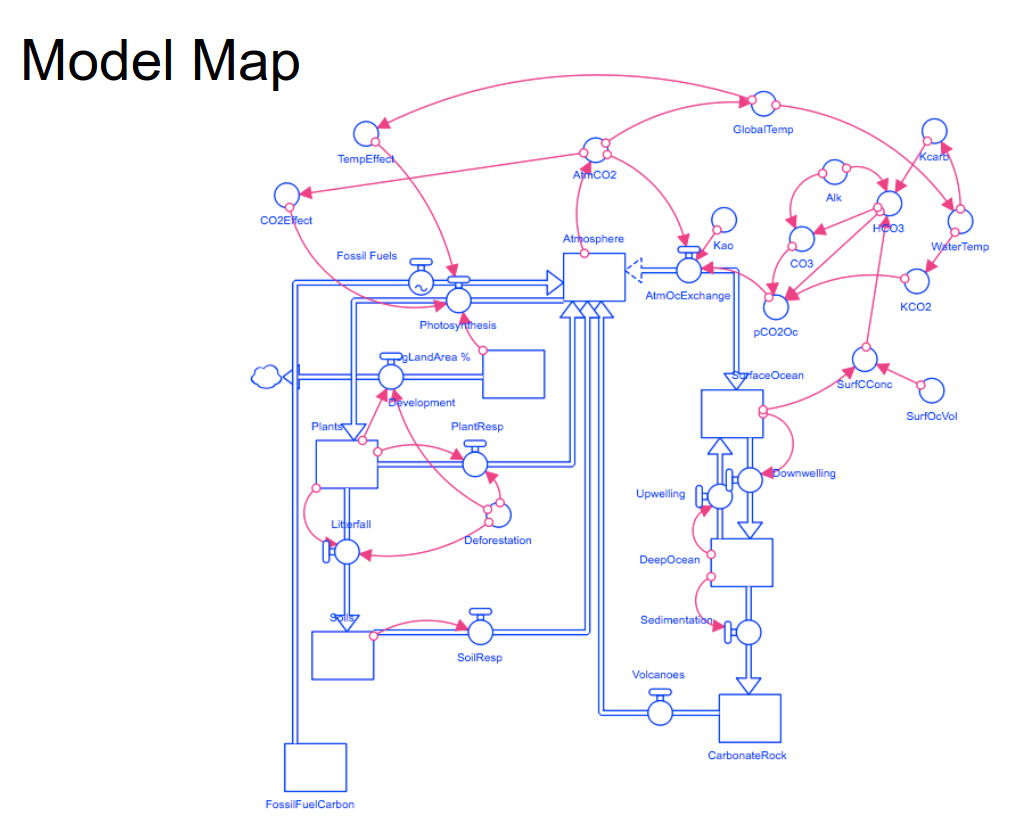 Model Map
GlobalTemp
TempEffect
AtmCO2
Kcarb
Alk
CO2Effect
HCO3
WaterTemp
Atmosphere
Kao
CO3
Fossil Fuels
AtmOcExchange
KCO2
Photosynthesis
pCO2Oc
gLandArea %
SurfaceOcean
SurfCConc
Development
SurfOcVol
Plants
PlantResp
Downwelling
Upwelling
Litterfall
Deforestation
DeepOcean
Soils
Sedimentation
SoilResp
Volcanoes
CarbonateRock
FossilFuelCarbon